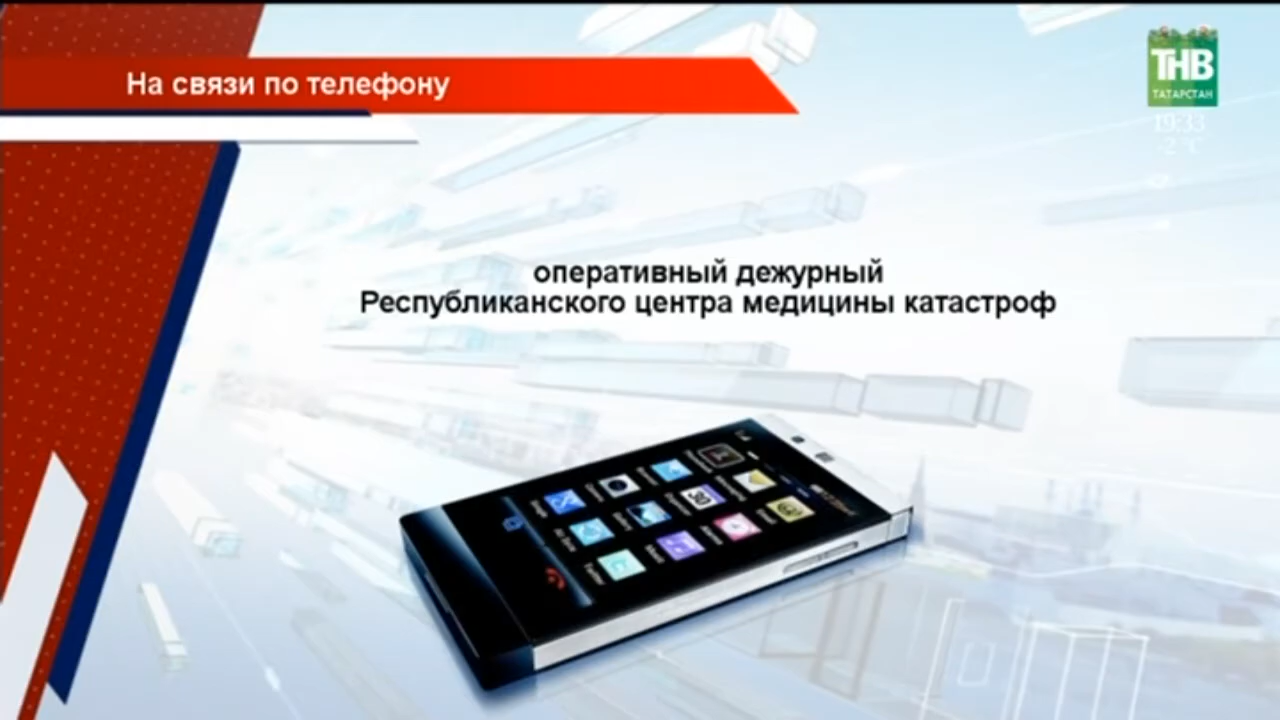 На связи по телефону
ТНВ
ТАТАРСТАН
19:33
-2 °C
оперативный дежурный
Республиканского центра медицины катастроф